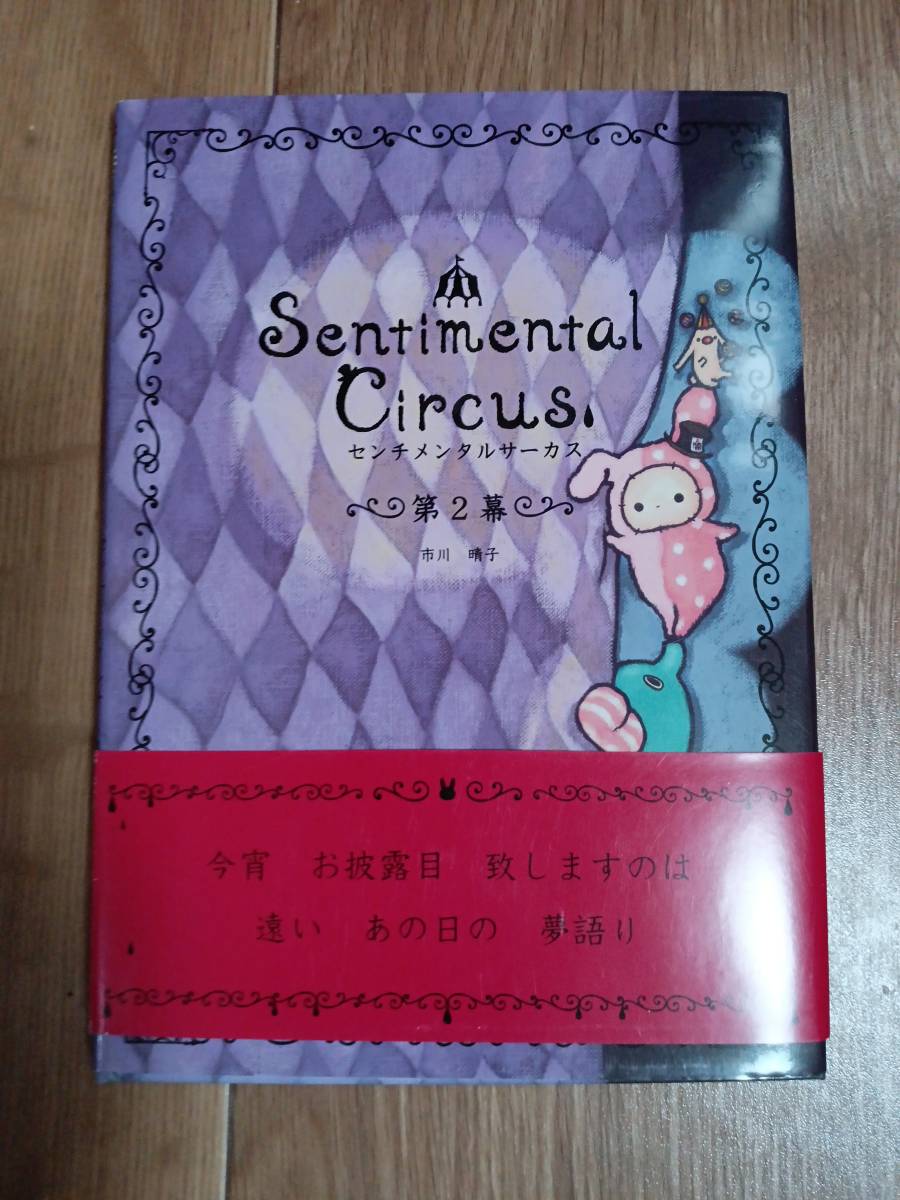 Sentimental
Circus.
センチメンタルサーカス
第2幕
市川 晴子
今宵 お披露目 致しますのは
遠い あの日の 夢語り